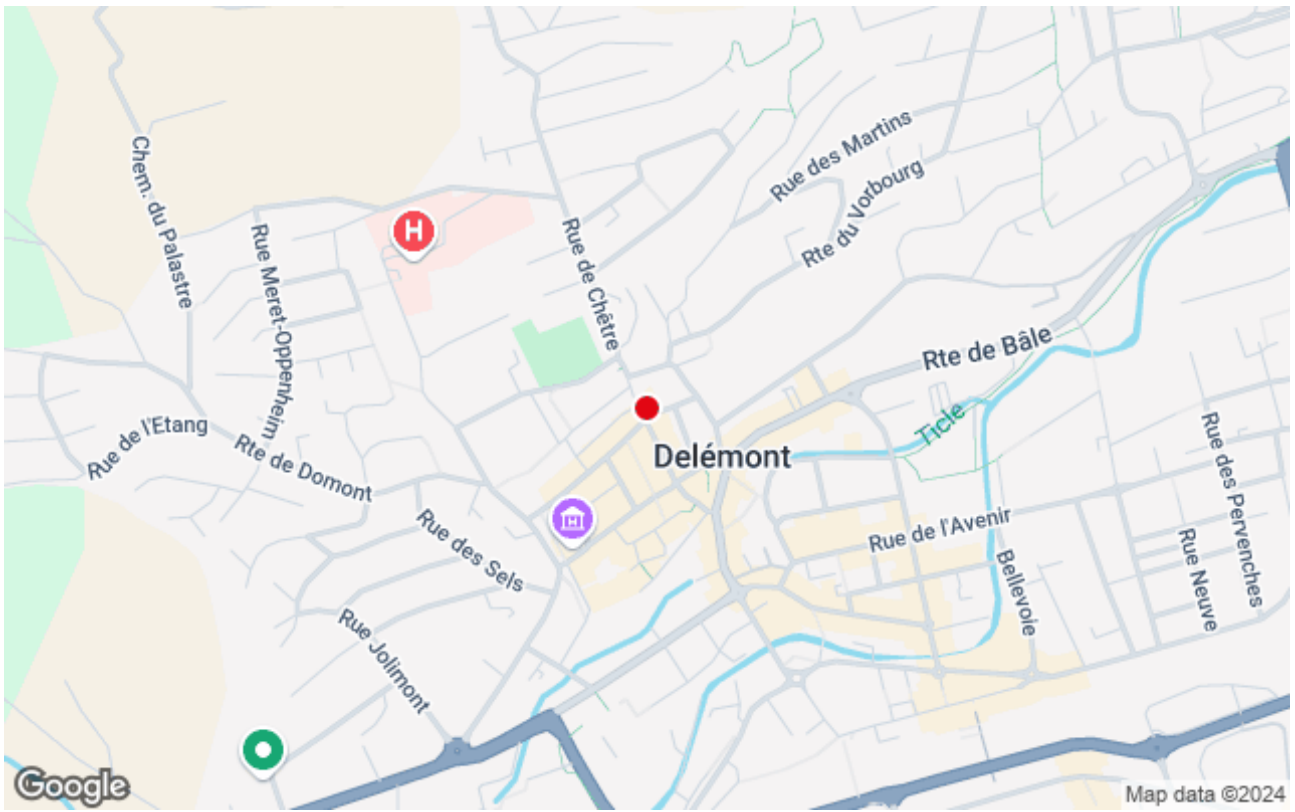 Chem. du Palastre
Rue Meret-Oppenheim
H
Rue de Chêtre
Rue des Martins
Rte du Vorbourg
Rte de Bâle
Ticle
Rue de l'Etang
Rte de Domont
Delémont
Rue des Sels
Rue Jolimont
Rue de l'Avenir
Bellevoie
Rue Neuve
Rue des Pervenches
Google
Map data ©2024